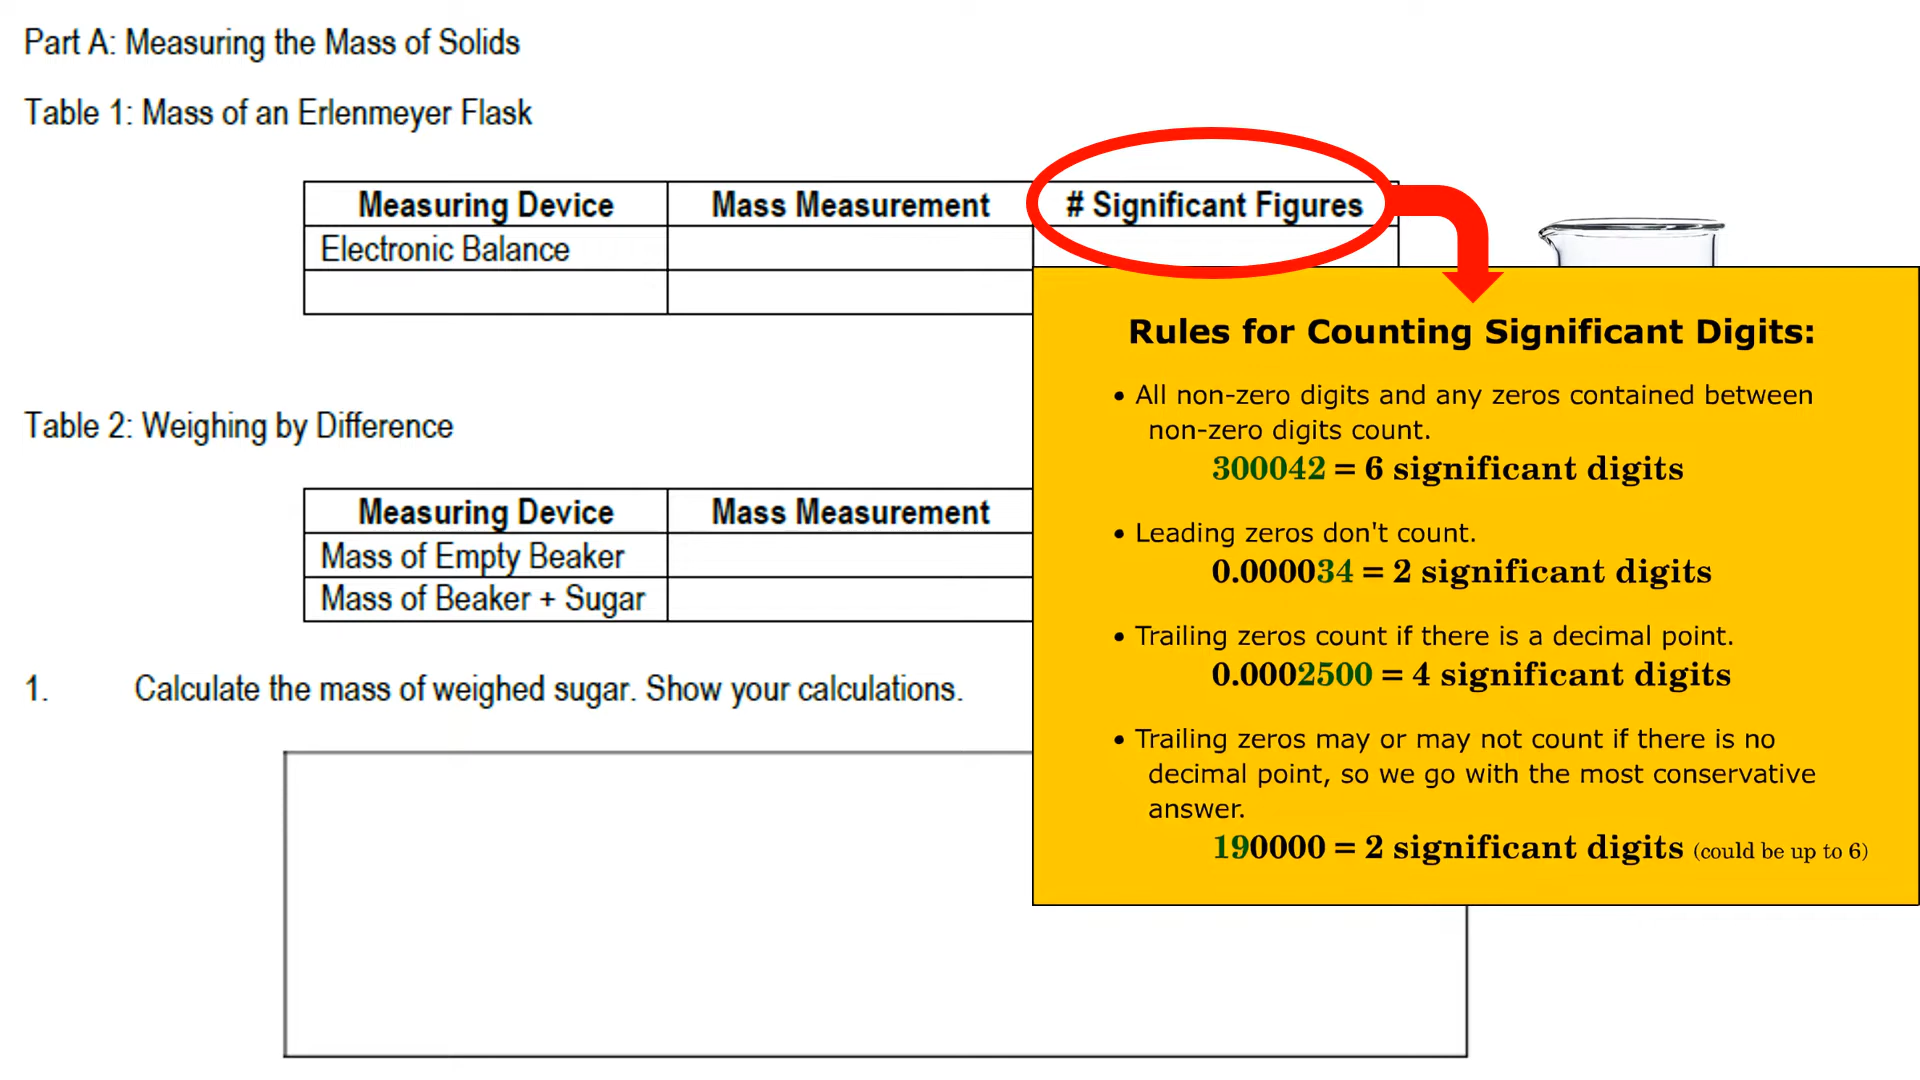 Part A: Measuring the Mass of Solids
Table 1: Mass of an Erlenmeyer Flask
Measuring Device Mass Measurement # Significant Figures
Electronic Balance
Rules for Counting Significant Digits:
• All non-zero digits and any zeros contained between
non-zero digits count.
300042 = 6 significant digits
• Leading zeros don't count.
0.000034 = 2 significant digits
• Trailing zeros count if there is a decimal point.
0.0002500 = 4 significant digits
• Trailing zeros may or may not count if there is no
decimal point, so we go with the most conservative
answer.
190000 = 2 significant digits (could be up to 6)
Table 2: Weighing by Difference
Measuring Device Mass Measurement
Mass of Empty Beaker
Mass of Beaker + Sugar
1. Calculate the mass of weighed sugar. Show your calculations.